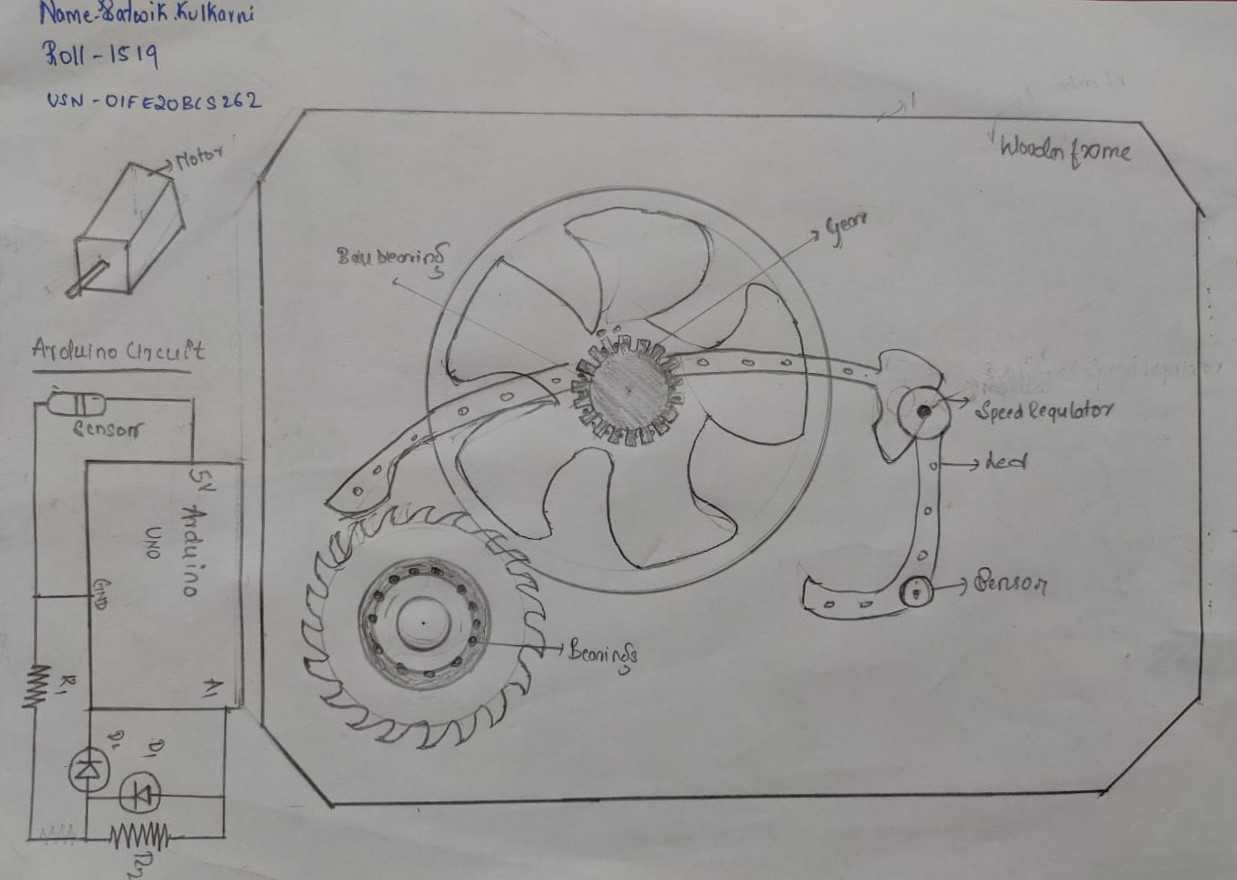 Name-Satwik.Kulkarni
Roll-1519
USN-01FE20BCS262
Motor
Wooden frame
Gear
Ball bearings
Arduino Circuit
Sensor
5V
Arduino
UNO
GND
A1
R1
D2
D1
R2
Speed Regulator
Led
Sensor
Bearings